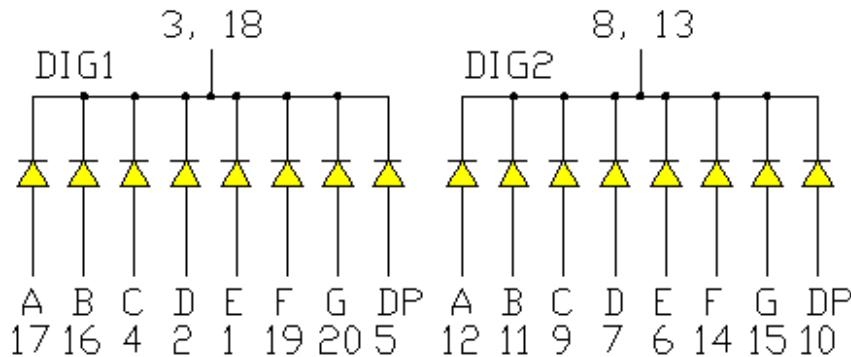 3, 18 8, 13
DIG1 DIG2
A B C D E F G DP A B C D E F G DP
17 16 4 2 1 19 20 5 12 11 9 7 6 14 15 10